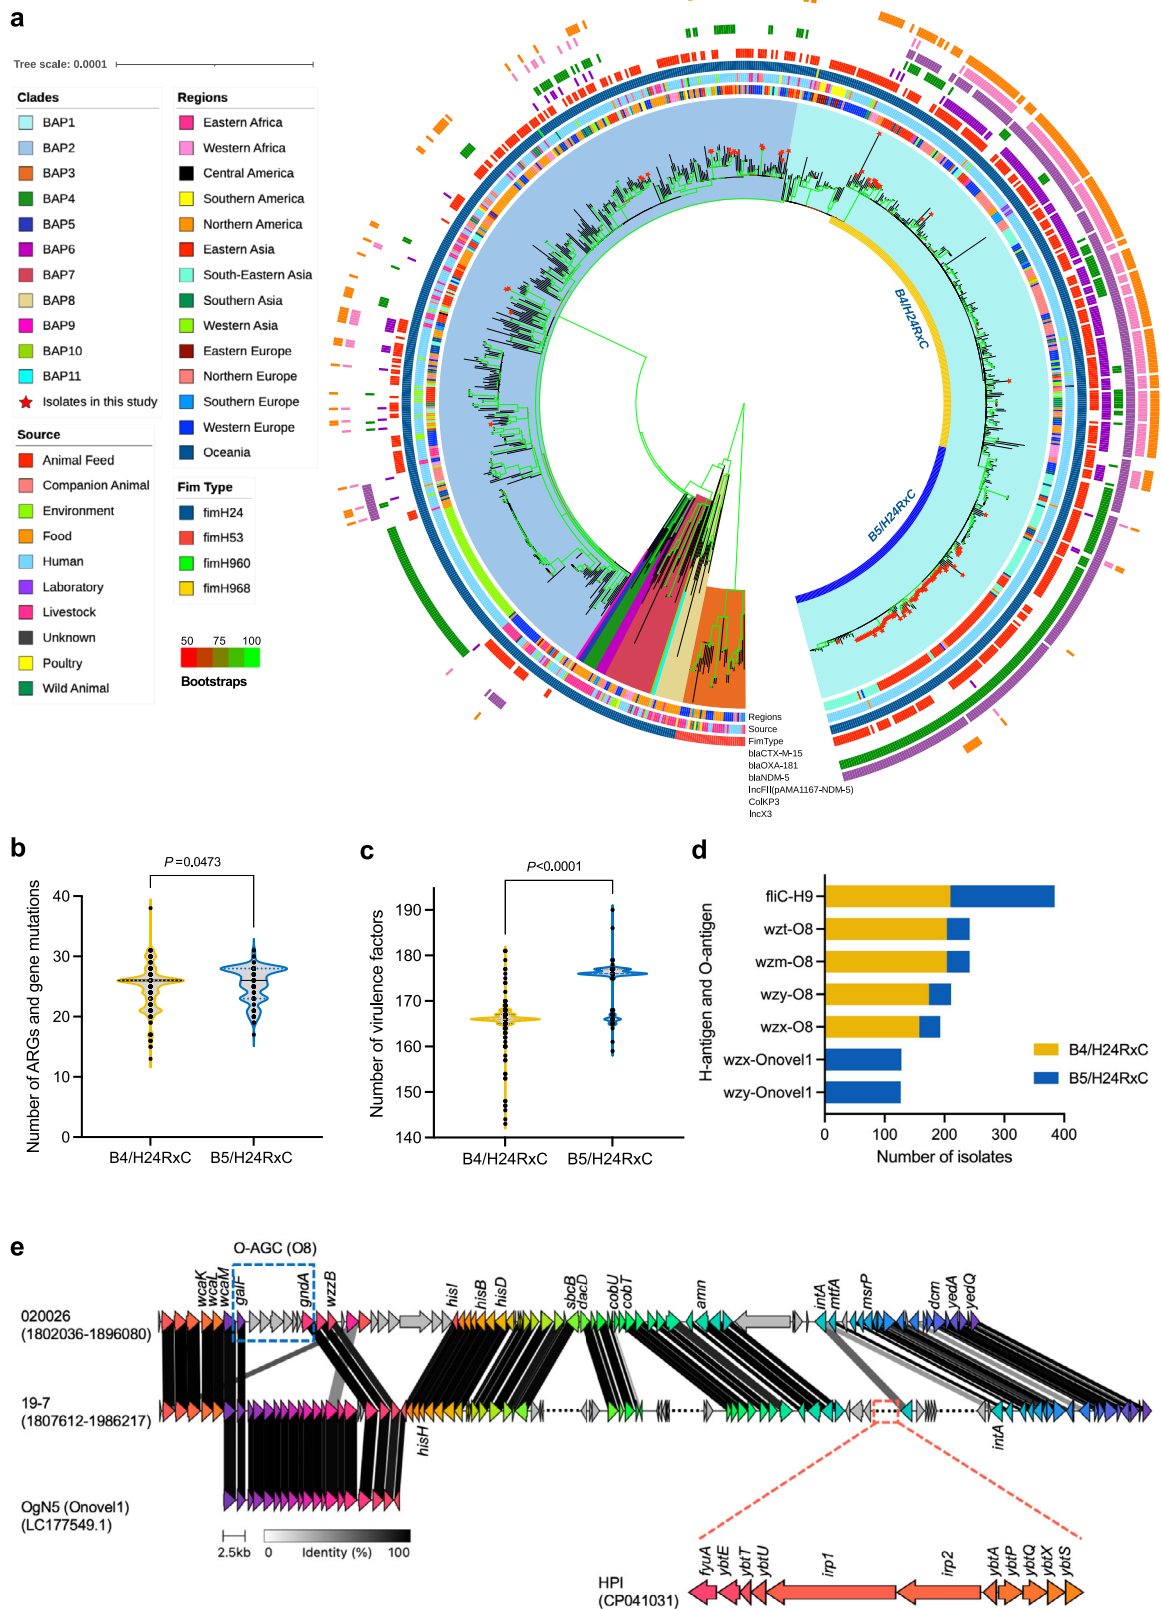 a
Tree scale: 0.0001
Clades
BAP1
BAP2
BAP3
BAP4
BAP5
BAP6
BAP7
BAP8
BAP9
BAP10
BAP11
Isolates in this study
Source
Animal Feed
Companion Animal
Environment
Food
Human
Laboratory
Livestock
Unknown
Poultry
Wild Animal
Regions
Eastern Africa
Western Africa
Central America
Southern America
Northern America
Eastern Asia
South-Eastern Asia
Southern Asia
Western Asia
Eastern Europe
Northern Europe
Southern Europe
Western Europe
Oceania
Fim Type
fimH24
fimH53
fimH960
fimH968
50 75 100
Bootstraps
B4/H24RxC
B5/H24RxC
Regions
Source
FimType
blaCTX-M-15
blaOXA-181
blaNDM-5
IncFII(pAMA1167-NDM-5)
ColKP3
IncX3
b
P=0.0473
Number of ARGs and gene mutations
40
30
20
10
0
B4/H24RxC B5/H24RxC
c
P<0.0001
Number of virulence factors
190
180
170
160
150
140
B4/H24RxC B5/H24RxC
d
H-antigen and O-antigen
fliC-H9
wzt-O8
wzm-O8
wzy-O8
wzx-O8
wzx-Onovel1
wzy-Onovel1
B4/H24RxC
B5/H24RxC
0 100 200 300 400
Number of isolates
e
O-AGC (O8)
wcaK wcaL wcaM galF gndA wzzB hisI hisB hisD sbcB dacD cobU cobT amn intA mtfA msrP dcm yedA yedQ
020026
(1802036-1896080)
19-7
(1807612-1986217)
hisH intA
OgN5 (Onovel1)
(LC177549.1)
2.5kb
0 Identity (%) 100
fyuA ybtE ybtT ybtU irp1 irp2 ybtA ybtP ybtQ ybtX ybtS
HPI
(CP041031)